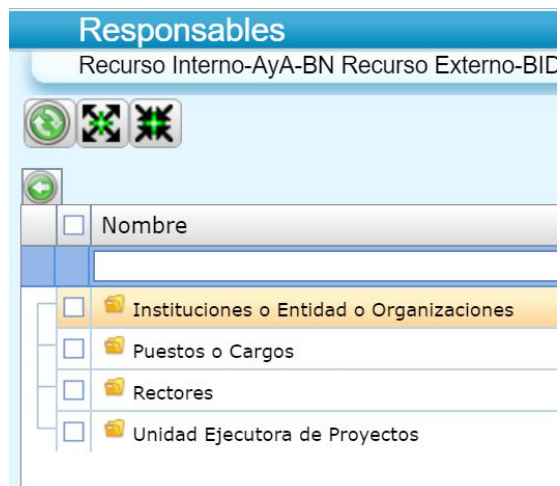 Responsables
Recurso Interno-AyA-BN Recurso Externo-BID
Nombre
Instituciones o Entidad o Organizaciones
Puestos o Cargos
Rectores
Unidad Ejecutora de Proyectos